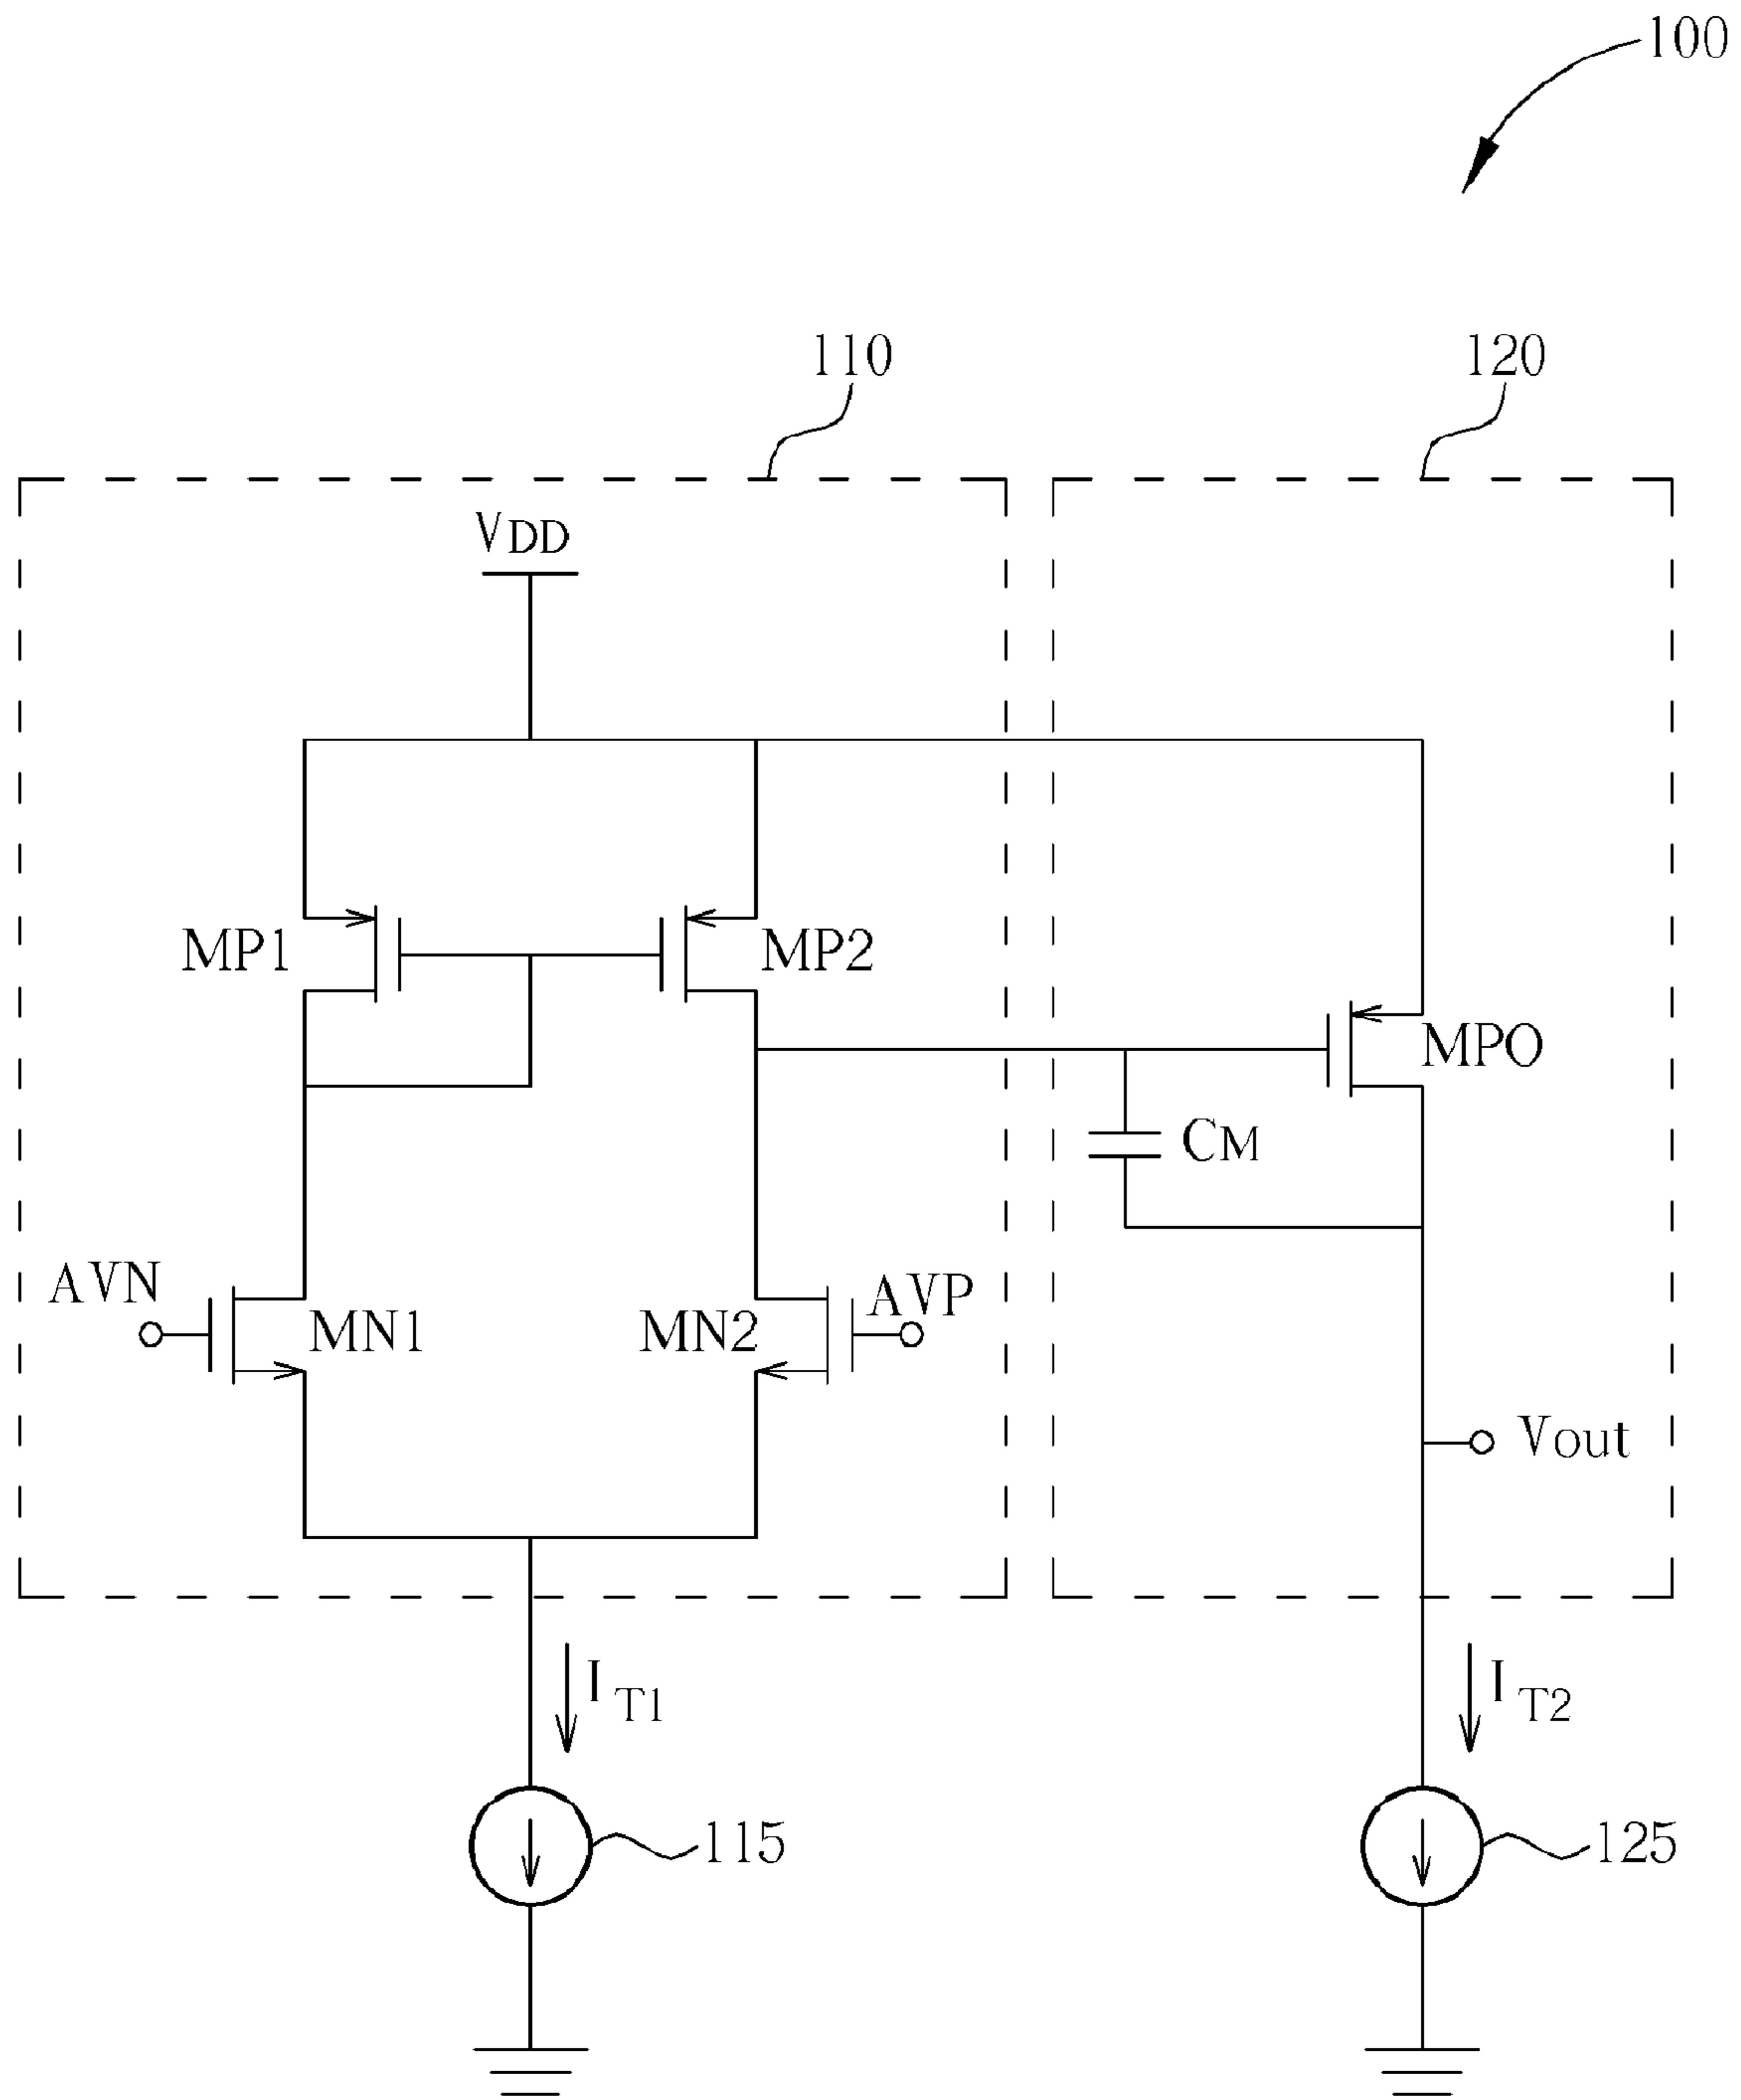 100
110
120
VDD
MP1
MP2
MPO
CM
AVN
MN1
MN2
AVP
Vout
IT1
IT2
115
125